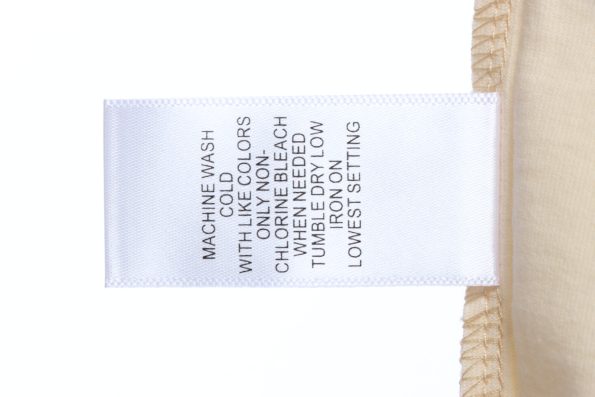 MACHINE WASH
COLD
WITH LIKE COLORS
ONLY NON-
CHLORINE BLEACH
WHEN NEEDED
TUMBLE DRY LOW
IRON ON
LOWEST SETTING